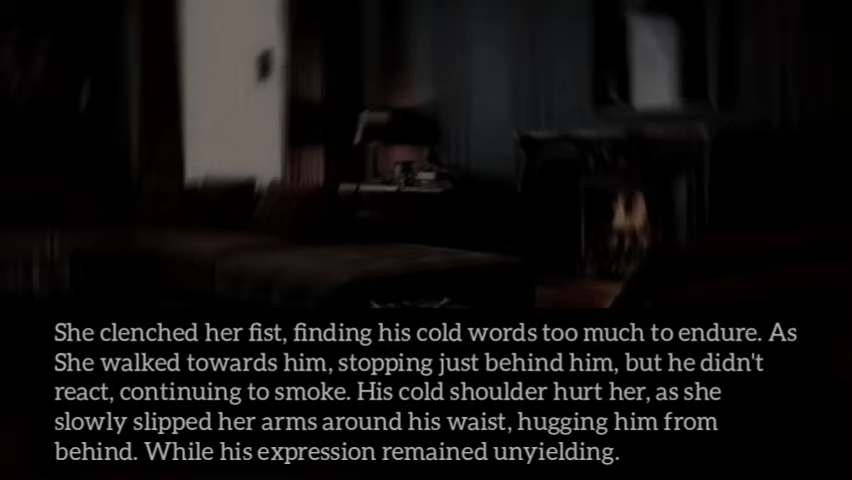 She clenched her fist, finding his cold words too much to endure. As
She walked towards him, stopping just behind him, but he didn't
react, continuing to smoke. His cold shoulder hurt her, as she
slowly slipped her arms around his waist, hugging him from
behind. While his expression remained unyielding.